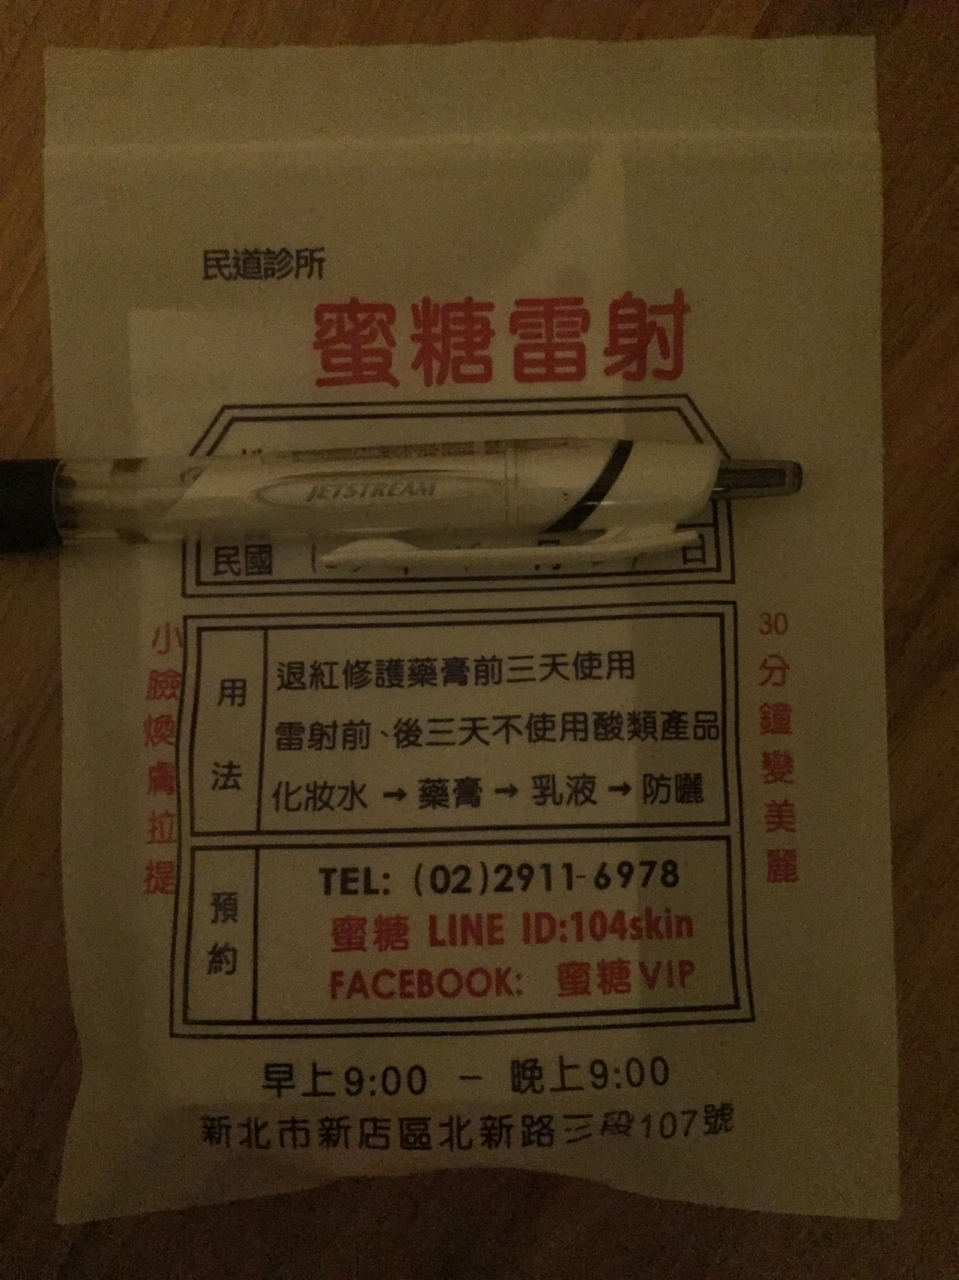 民道診所
蜜糖雷射
JETSTREAM
民國 月 日
小臉煥膚拉提
30分鐘變美麗
用法
退紅修護藥膏前三天使用
雷射前、後三天不使用酸類產品
化妝水→藥膏→乳液→防曬
預約
TEL: (02)2911-6978
蜜糖 LINE ID:104skin
FACEBOOK: 蜜糖VIP
早上9:00 － 晚上9:00
新北市新店區北新路三段107號